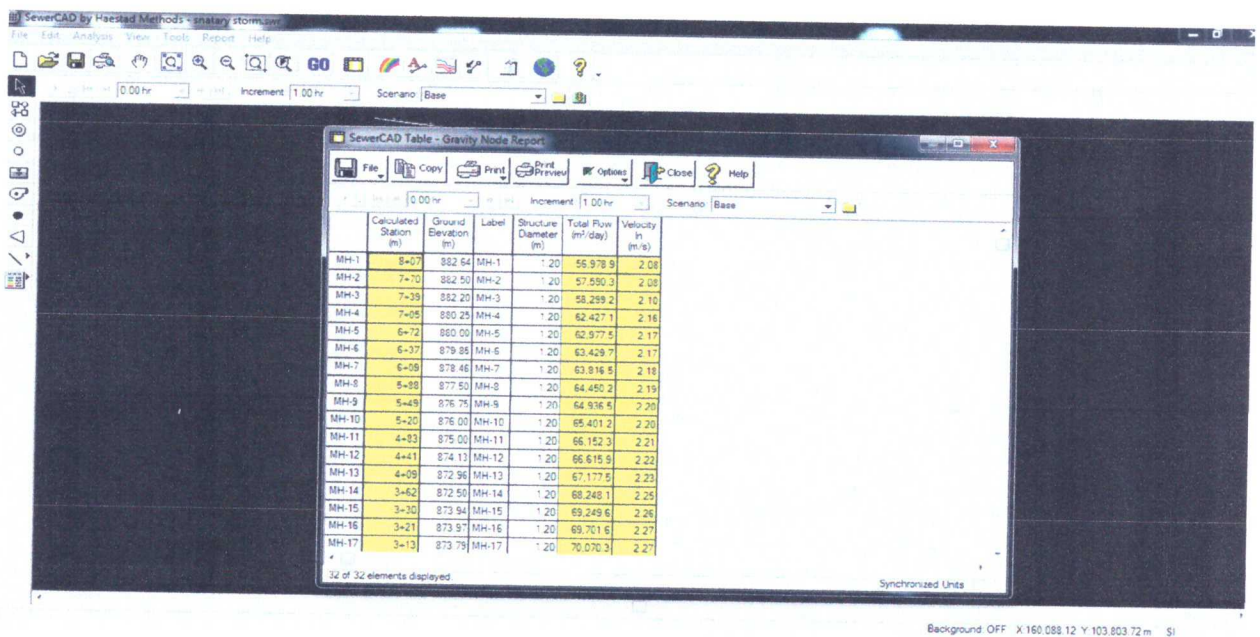 SewerCAD by Haestad Methods - snatary storm.swr
File Edit Analysis View Tools Report Help
GO
0.00 hr Increment 1.00 hr Scenario: Base
SewerCAD Table - Gravity Node Report
File Copy Print Print Preview Options Close Help
0.00 hr Increment 1.00 hr Scenario: Base
Calculated Station (m) Ground Elevation (m) Label Structure Diameter (m) Total Flow (m³/day) Velocity In (m/s)
MH-1 8+07 882.64 MH-1 1.20 56,978.9 2.08
MH-2 7+70 882.50 MH-2 1.20 57,590.3 2.08
MH-3 7+39 882.20 MH-3 1.20 58,299.2 2.10
MH-4 7+05 880.25 MH-4 1.20 62,427.1 2.16
MH-5 6+72 880.00 MH-5 1.20 62,977.5 2.17
MH-6 6+37 879.85 MH-6 1.20 63,429.7 2.17
MH-7 6+09 878.46 MH-7 1.20 63,816.5 2.18
MH-8 5+88 877.50 MH-8 1.20 64,450.2 2.19
MH-9 5+49 876.75 MH-9 1.20 64,936.5 2.20
MH-10 5+20 876.00 MH-10 1.20 65,401.2 2.20
MH-11 4+83 875.00 MH-11 1.20 66,152.3 2.21
MH-12 4+41 874.13 MH-12 1.20 66,615.9 2.22
MH-13 4+09 872.96 MH-13 1.20 67,177.5 2.23
MH-14 3+62 872.50 MH-14 1.20 68,248.1 2.25
MH-15 3+30 873.94 MH-15 1.20 69,249.6 2.26
MH-16 3+21 873.97 MH-16 1.20 69,701.6 2.27
MH-17 3+13 873.79 MH-17 1.20 70,070.3 2.27
32 of 32 elements displayed Synchronized Units
Background: OFF X 160,088.12 Y 103,803.72 m SI